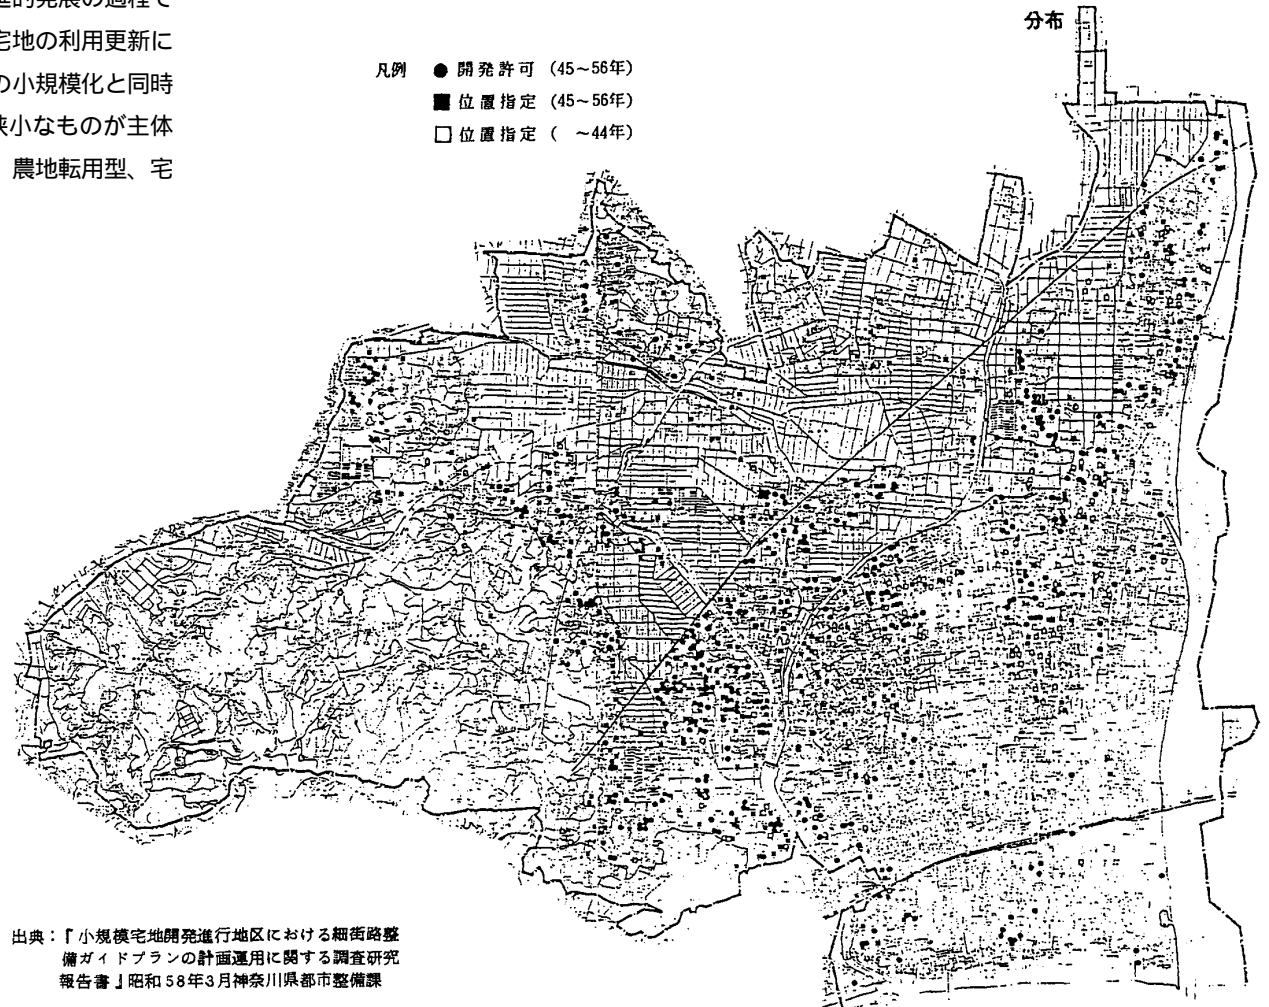 進的発展の過程で
宅地の利用更新に
の小規模化と同時
狭小なものが主体
農地転用型、宅
分布
凡例 ● 開発許可 (45~56年)
■ 位置指定 (45~56年)
□ 位置指定 ( ~44年)
出典:『小規模宅地開発進行地区における細街路整
備ガイドプランの計画運用に関する調査研究
報告書』昭和58年3月神奈川県都市整備課